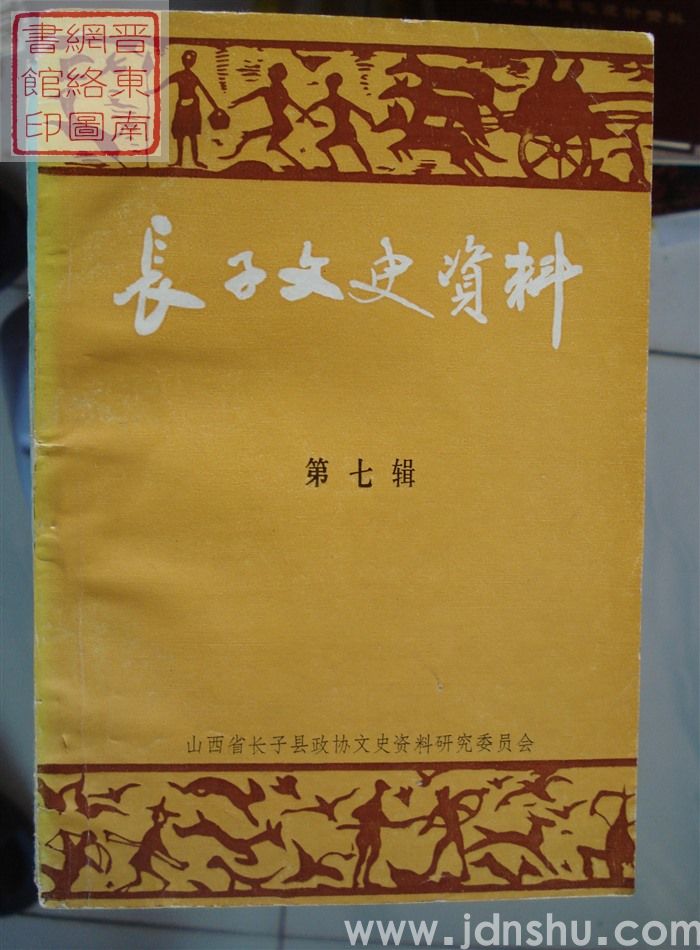 晋東南
網絡圖
書館印
長子文史資料
第七辑
山西省长子县政协文史资料研究委员会
www.jdnshu.com